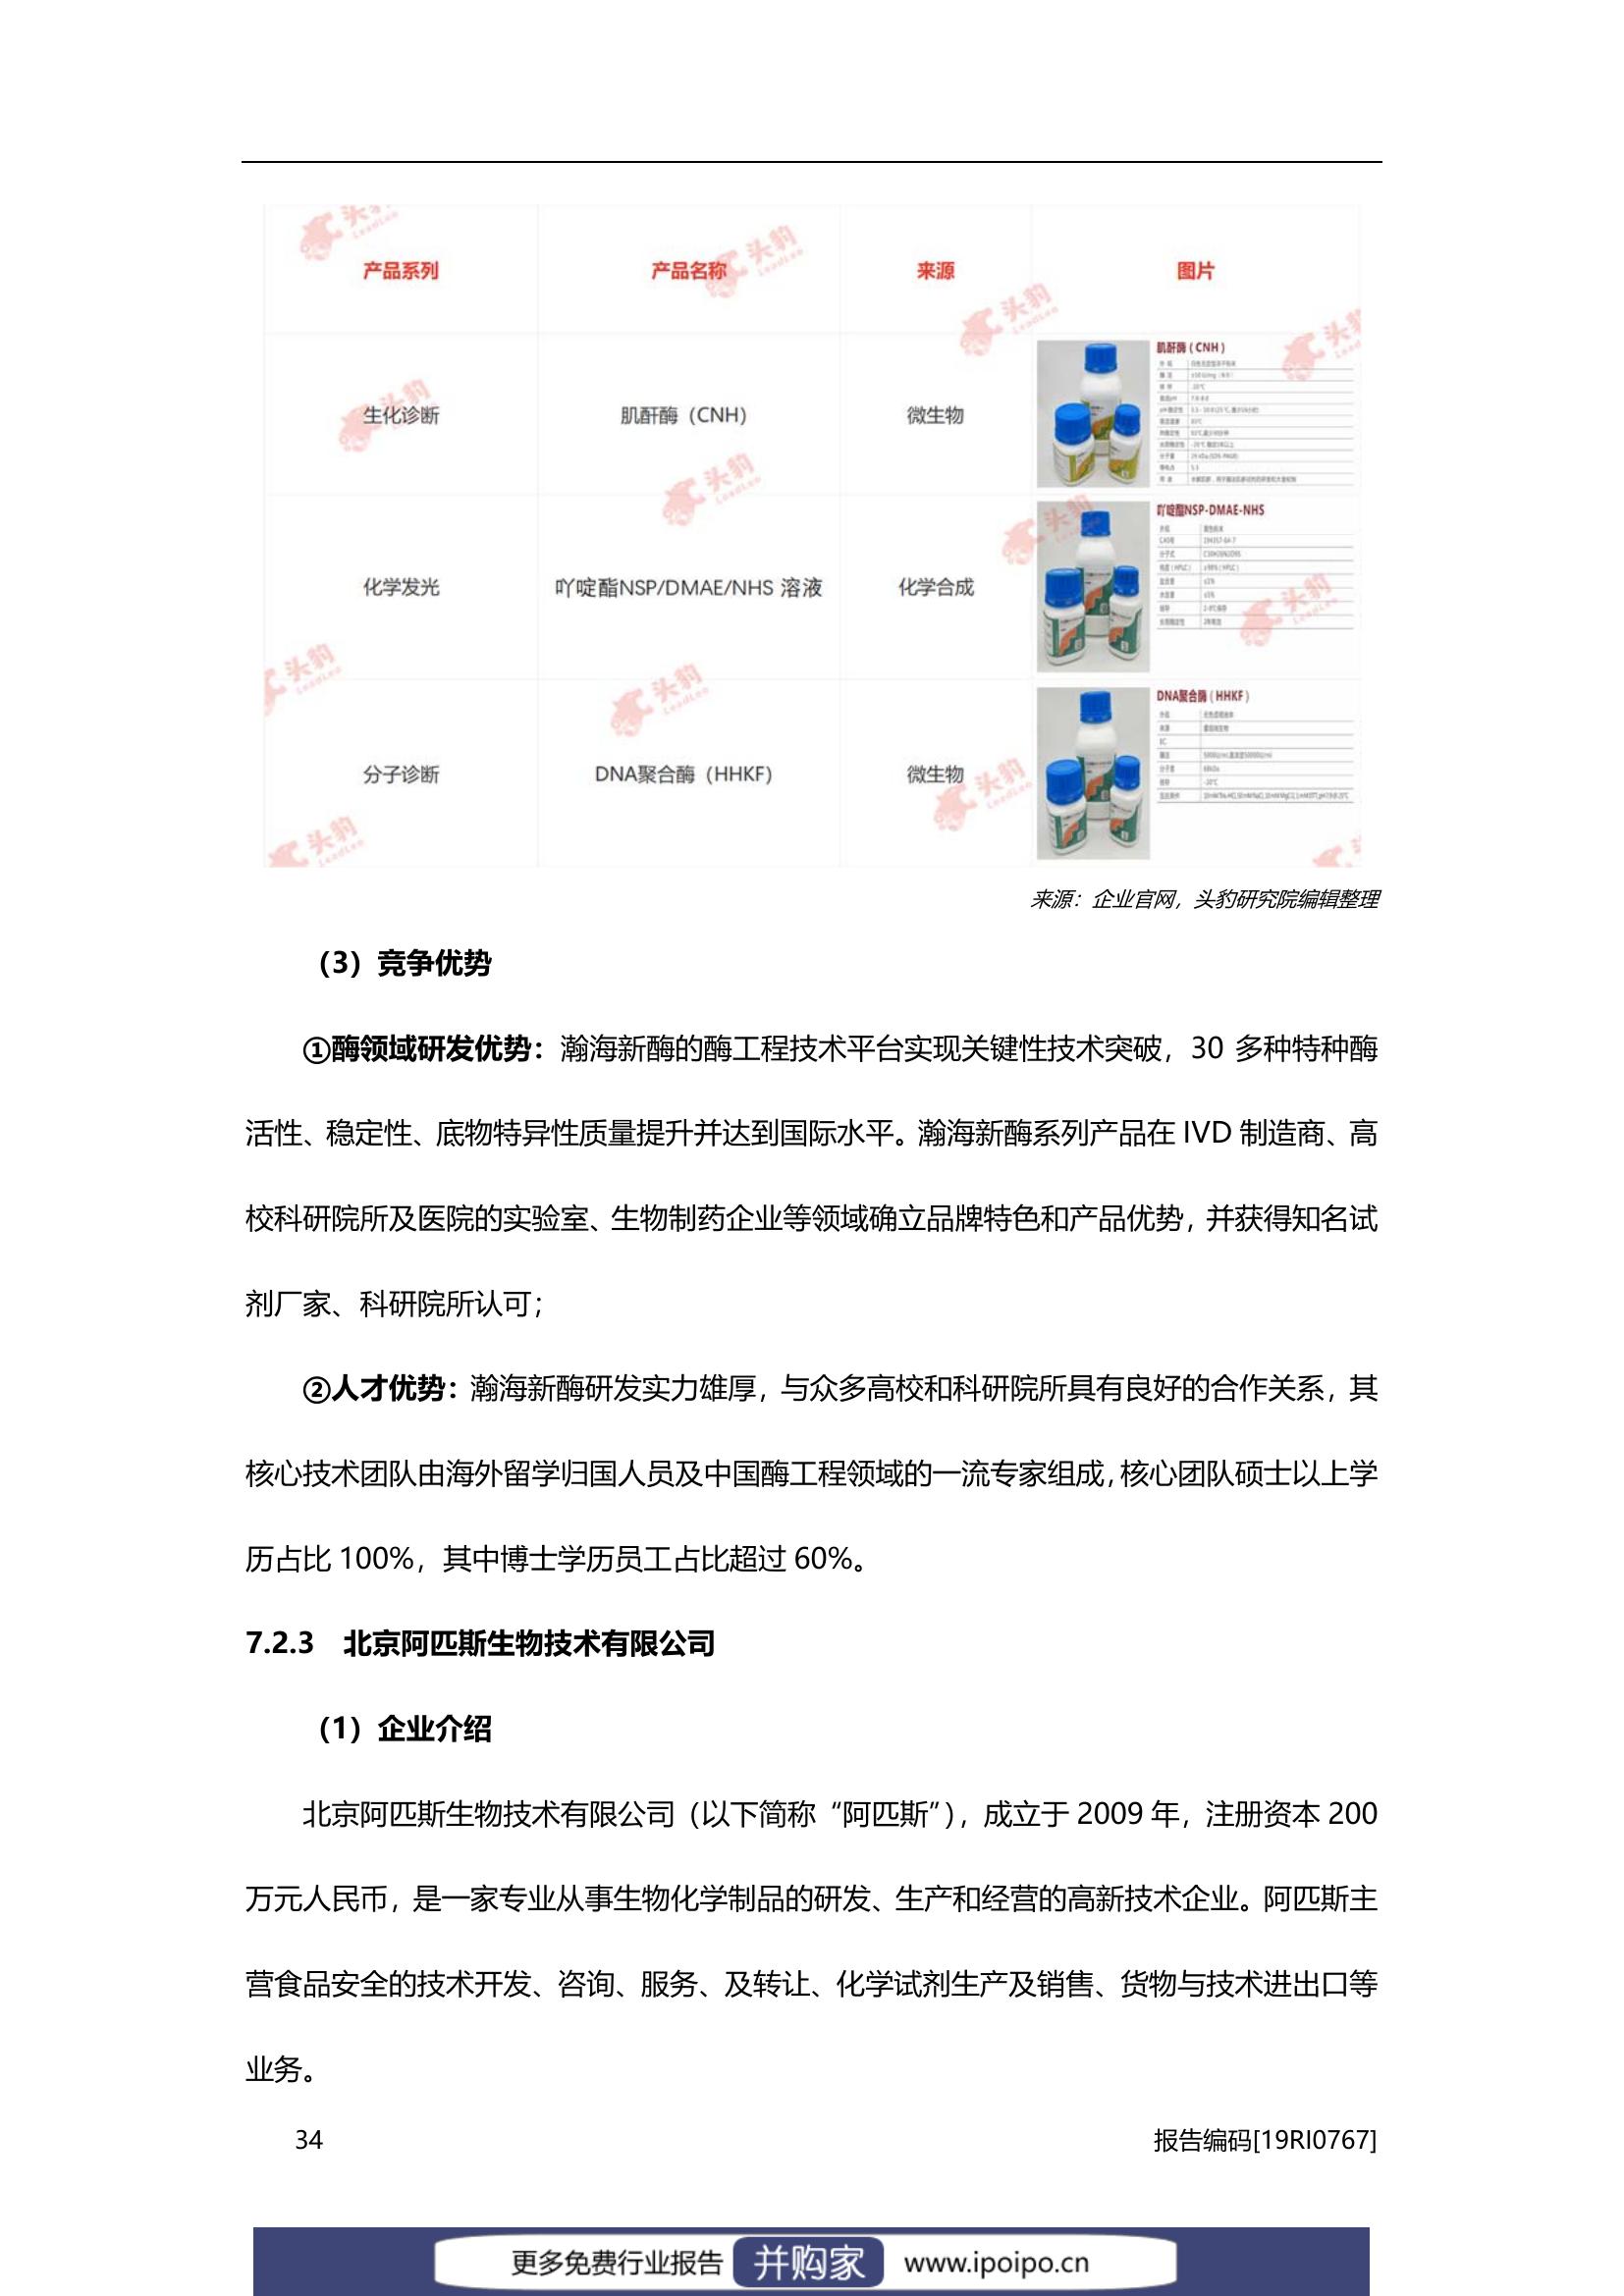 产品系列 产品名称 来源 图片
生化诊断 肌酐酶（CNH） 微生物
肌酐酶（CNH）
化学发光 吖啶酯NSP/DMAE/NHS 溶液 化学合成
吖啶酯NSP-DMAE-NHS
分子诊断 DNA聚合酶（HHKF） 微生物
DNA聚合酶（HHKF）
头豹
LeadLeo
来源：企业官网，头豹研究院编辑整理
（3）竞争优势
①酶领域研发优势：瀚海新酶的酶工程技术平台实现关键性技术突破，30 多种特种酶
活性、稳定性、底物特异性质量提升并达到国际水平。瀚海新酶系列产品在 IVD 制造商、高
校科研院所及医院的实验室、生物制药企业等领域确立品牌特色和产品优势，并获得知名试
剂厂家、科研院所认可；
②人才优势：瀚海新酶研发实力雄厚，与众多高校和科研院所具有良好的合作关系，其
核心技术团队由海外留学归国人员及中国酶工程领域的一流专家组成，核心团队硕士以上学
历占比 100%，其中博士学历员工占比超过 60%。
7.2.3 北京阿匹斯生物技术有限公司
（1）企业介绍
北京阿匹斯生物技术有限公司（以下简称“阿匹斯”），成立于 2009 年，注册资本 200
万元人民币，是一家专业从事生物化学制品的研发、生产和经营的高新技术企业。阿匹斯主
营食品安全的技术开发、咨询、服务、及转让、化学试剂生产及销售、货物与技术进出口等
业务。
34 报告编码[19RI0767]
更多免费行业报告 并购家 www.ipoipo.cn